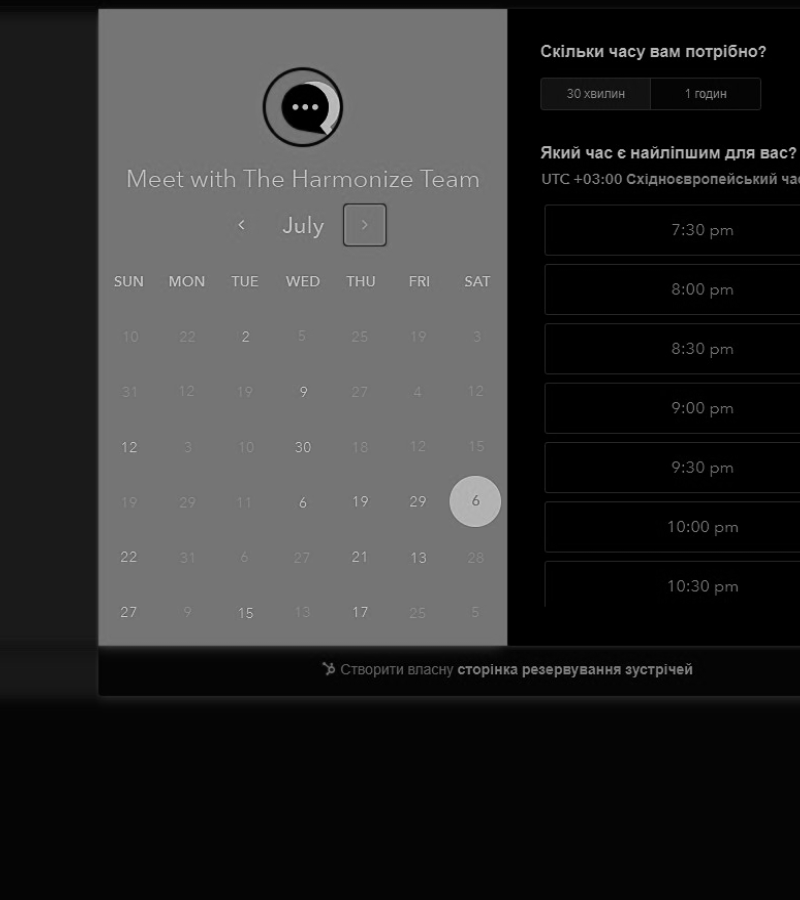 Meet with The Harmonize Team
July
SUN MON TUE WED THU FRI SAT
10 22 2 5 25 19 3
31 12 19 9 27 4 12
12 3 10 30 18 12 15
19 29 11 6 19 29 6
22 31 6 27 21 13 28
27 9 15 13 17 25 5
Скільки часу вам потрібно?
30 хвилин 1 годин
Який час є найліпшим для вас?
UTC +03:00 Східноєвропейський
7:30 pm
8:00 pm
8:30 pm
9:00 pm
9:30 pm
10:00 pm
10:30 pm
Створити власну сторінка резервування зустрічей